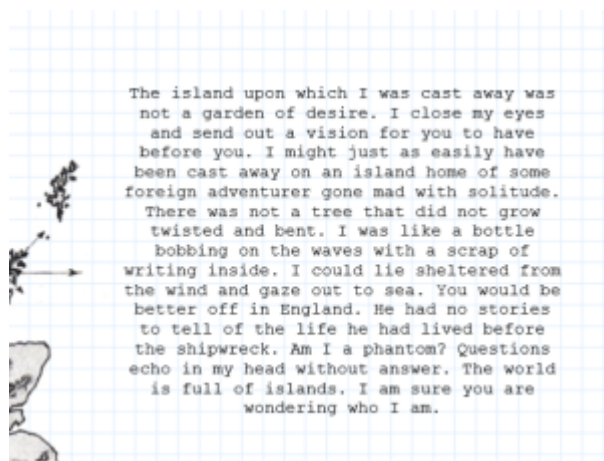 The island upon which I was cast away was
not a garden of desire. I close my eyes
and send out a vision for you to have
before you. I might just as easily have
been cast away on an island home of some
foreign adventurer gone mad with solitude.
There was not a tree that did not grow
twisted and bent. I was like a bottle
bobbing on the waves with a scrap of
writing inside. I could lie sheltered from
the wind and gaze out to sea. You would be
better off in England. He had no stories
to tell of the life he had lived before
the shipwreck. Am I a phantom? Questions
echo in my head without answer. The world
is full of islands. I am sure you are
wondering who I am.